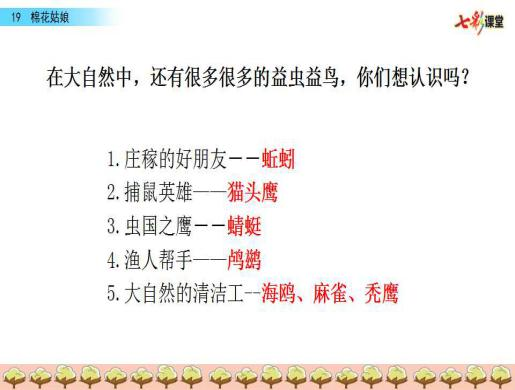 19 棉花姑娘
七彩课堂
在大自然中，还有很多很多的益虫益鸟，你们想认识吗？
1.庄稼的好朋友－－蚯蚓
2.捕鼠英雄——猫头鹰
3.虫国之鹰－－蜻蜓
4.渔人帮手——鸬鹚
5.大自然的清洁工--海鸥、麻雀、秃鹰